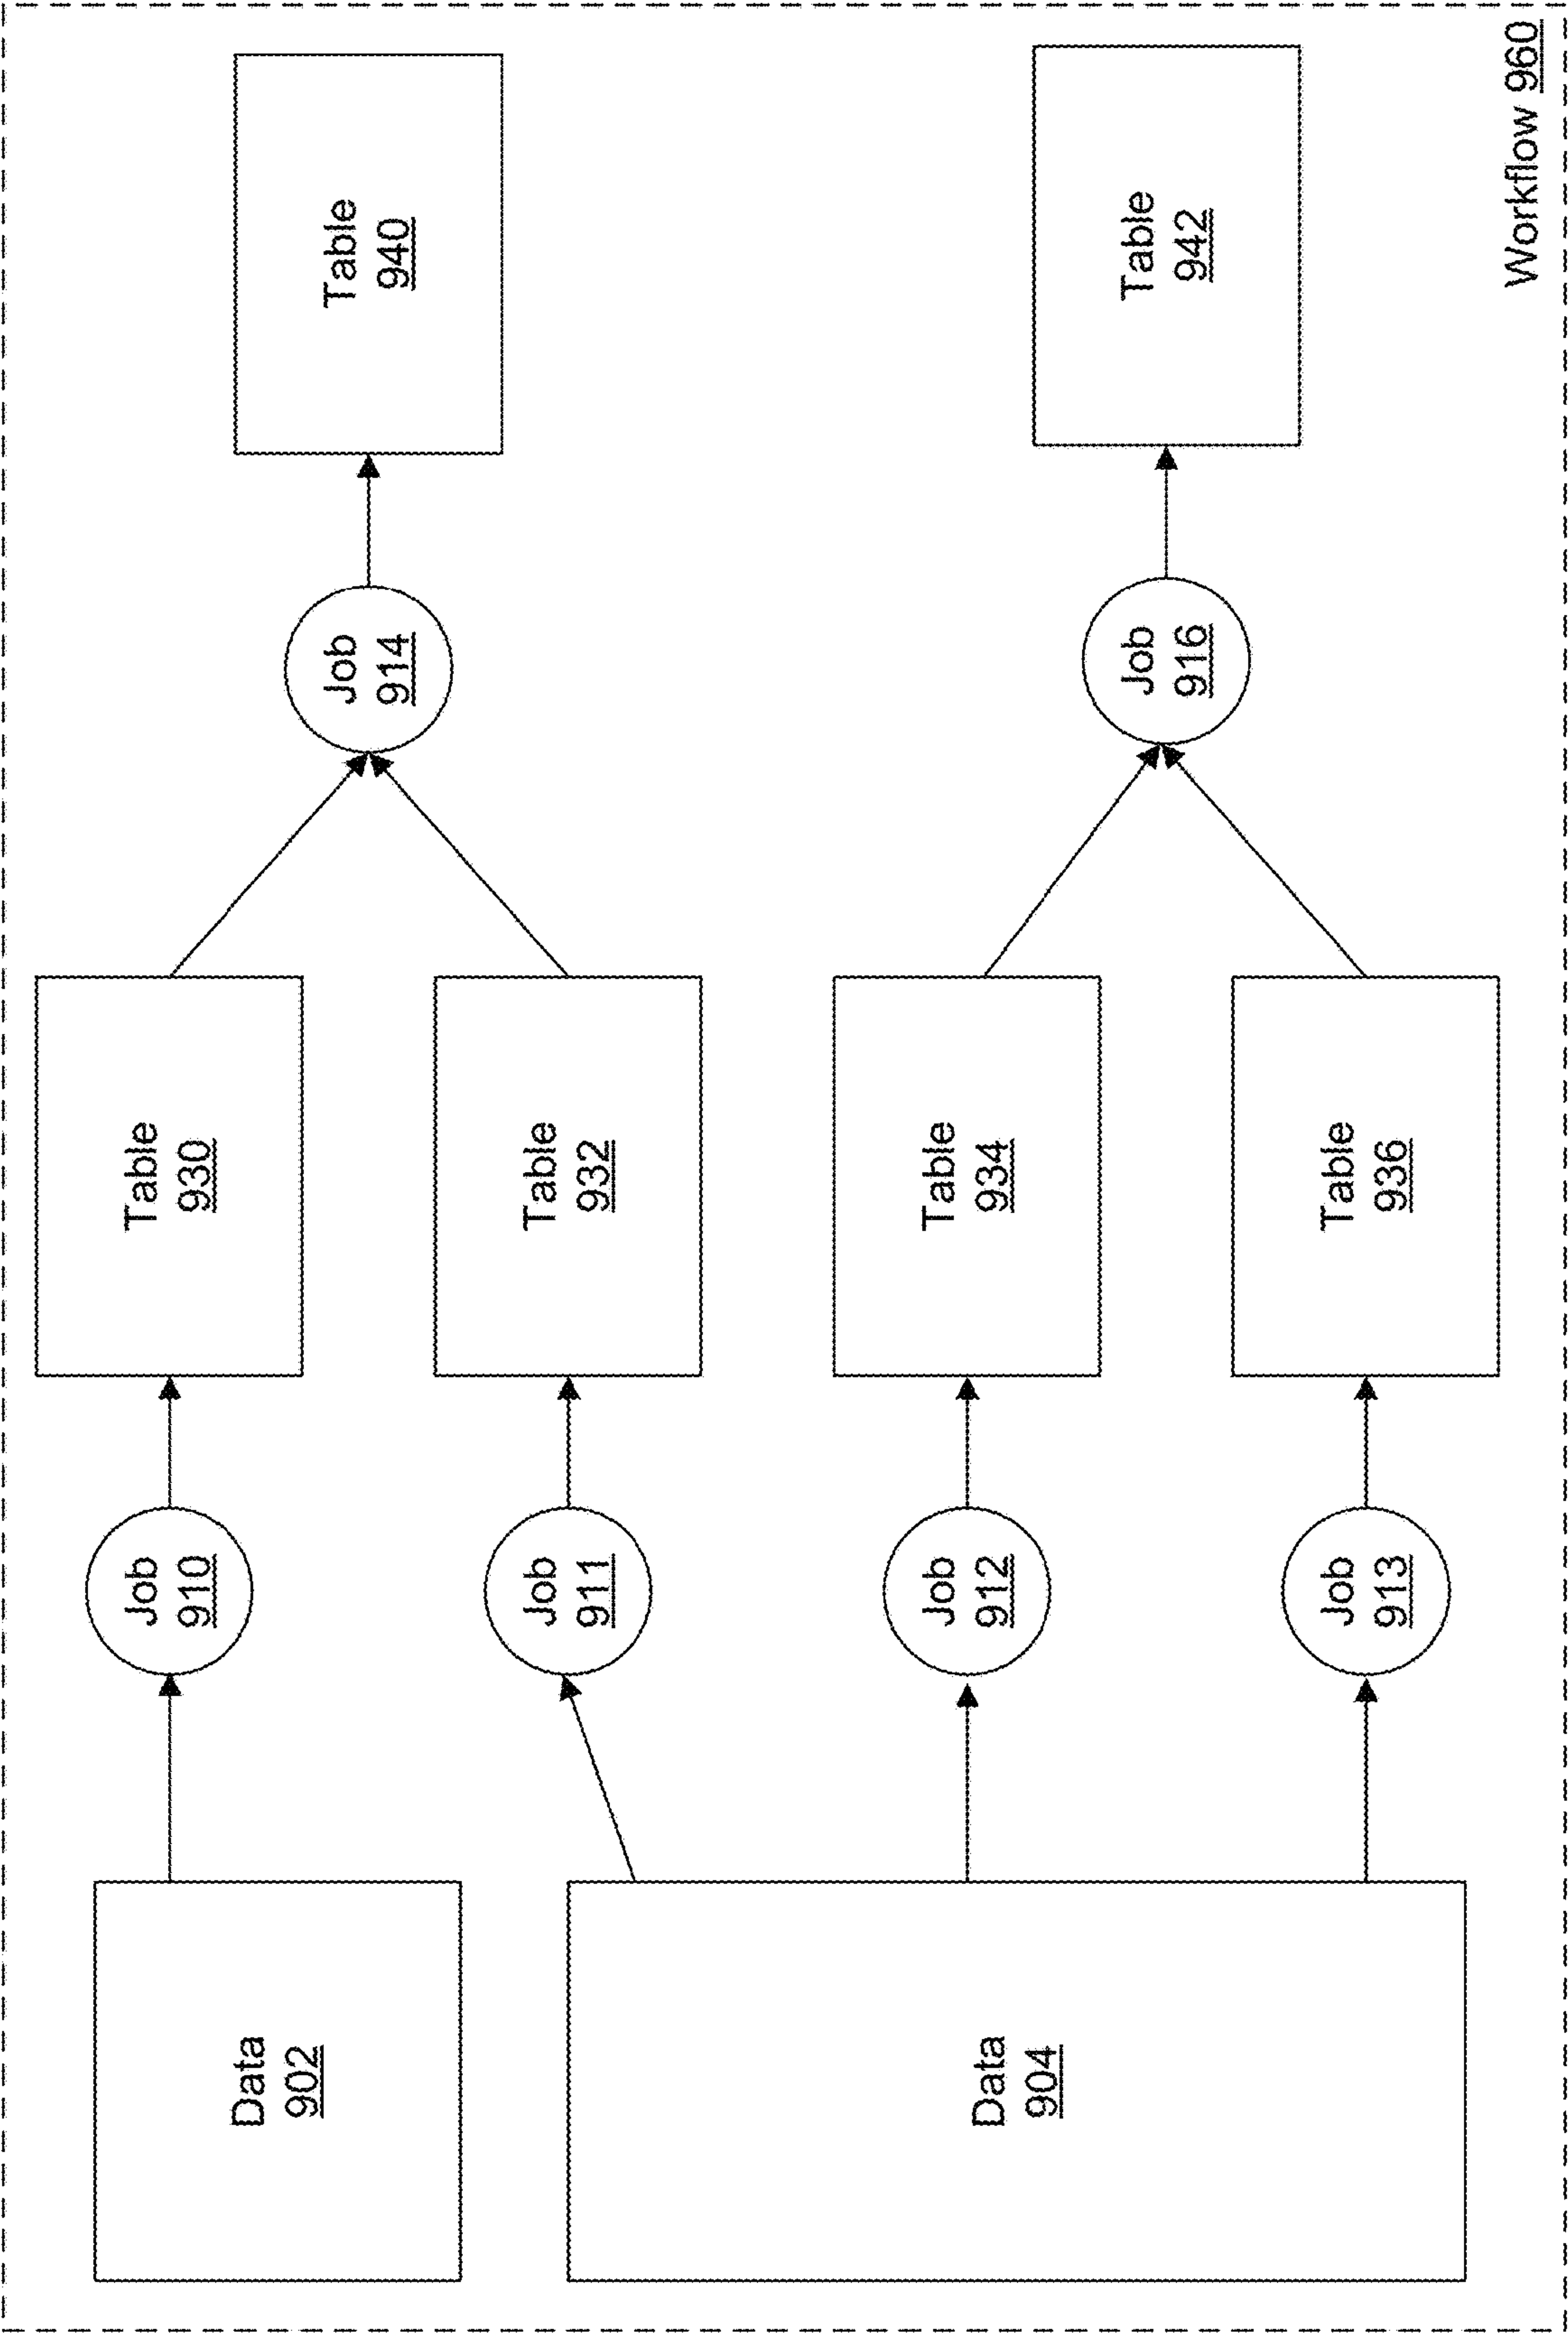 Data
902
Data
904
Job
910
Job
911
Job
912
Job
913
Table
930
Table
932
Table
934
Table
936
Job
914
Job
916
Table
940
Table
942
Workflow 960